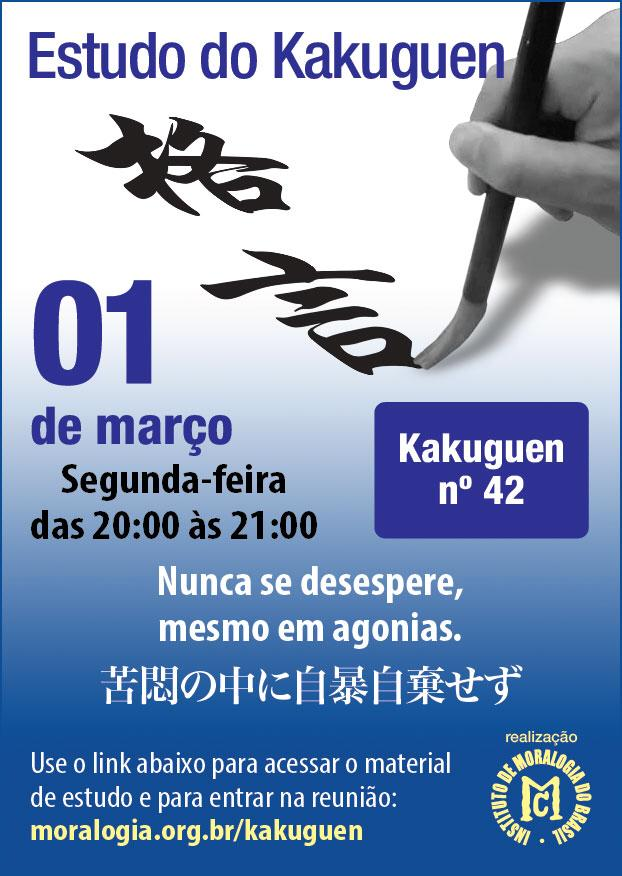 Estudo do Kakuguen
格
言
01
de março
Segunda-feira
das 20:00 às 21:00
Kakuguen
nº 42
Nunca se desespere,
mesmo em agonias.
苦悶の中に自暴自棄せず
Use o link abaixo para acessar o material
de estudo e para entrar na reunião:
moralogia.org.br/kakuguen
realização
INSTITUTO DE MORALOGIA DO BRASIL
MC